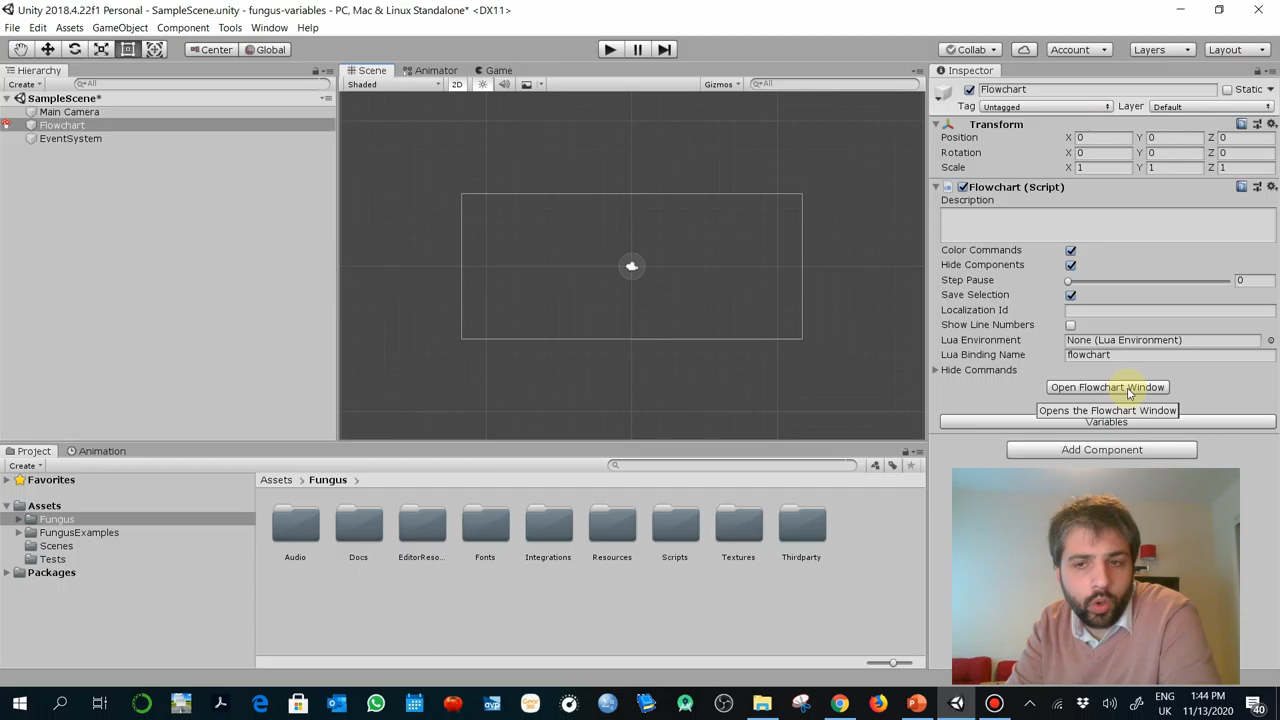 Unity 2018.4.22f1 Personal - SampleScene.unity - fungus-variables - PC, Mac & Linux Standalone* <DX11>
File Edit Assets GameObject Component Tools Window Help
Center Global Collab Account Layers Layout
Hierarchy
Create All
SampleScene*
Main Camera
Flowchart
EventSystem
Scene Animator Game
Shaded 2D Gizmos All
Inspector
Flowchart Static
Tag Untagged Layer Default
Transform
Position X 0 Y 0 Z 0
Rotation X 0 Y 0 Z 0
Scale X 1 Y 1 Z 1
Flowchart (Script)
Description
Color Commands
Hide Components
Step Pause 0
Save Selection
Localization Id
Show Line Numbers
Lua Environment None (Lua Environment)
Lua Binding Name flowchart
Hide Commands
Open Flowchart Window
Opens the Flowchart Window
Variables
Add Component
Project Animation
Create
Favorites
Assets
Fungus
FungusExamples
Scenes
Tests
Packages
Assets Fungus
Audio Docs EditorReso... Fonts Integrations Resources Scripts Textures Thirdparty
ENG
UK
1:44 PM
11/13/2020
40